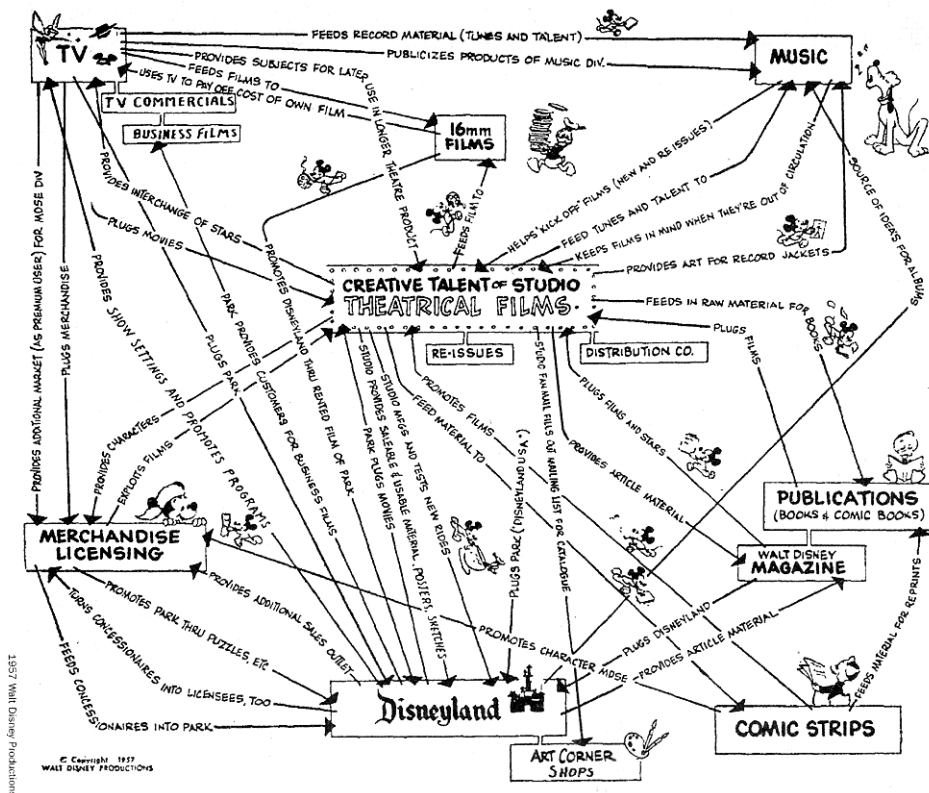 FEEDS RECORD MATERIAL (TUNES AND TALENT)
TV
PUBLICIZES PRODUCTS OF MUSIC DIV.
MUSIC
PROVIDES SUBJECTS FOR LATER USE IN LONGER THEATRE PRODUCT
FEEDS FILMS TO
USES TV TO PAY OFF COST OF OWN FILM
TV COMMERCIALS
BUSINESS FILMS
16mm
FILMS
PROVIDES INTERCHANGE OF STARS
PLUGS MOVIES
FEEDS FILM TO
HELPS "KICK OFF" FILMS (NEW AND RE-ISSUES)
FEED TUNES AND TALENT TO
KEEPS FILMS IN MIND WHEN THEY'RE OUT OF CIRCULATION
PROVIDES ART FOR RECORD JACKETS
SOURCE OF IDEAS FOR ALBUMS
CREATIVE TALENT OF STUDIO
THEATRICAL FILMS
RE-ISSUES
DISTRIBUTION CO.
FEEDS IN RAW MATERIAL FOR BOOKS
PLUGS FILMS
PROVIDES ADDITIONAL MARKET (AS PREMIUM USER) FOR MDSE DIV
PLUGS MERCHANDISE
PROVIDES SHOW SETTINGS AND PROMOTES PROGRAMS
PLUGS PARK
PARK PROVIDES CUSTOMERS FOR BUSINESS FILMS
PROMOTES DISNEYLAND THRU RENTED FILM OF PARK
PROVIDES CHARACTERS
EXPLOITS FILMS
PARK PLUGS MOVIES
STUDIO PROVIDES SALEABLE & USABLE MATERIAL, POSTERS, SKETCHES
STUDIO MFGS AND TESTS NEW RIDES
FEED MATERIAL TO
PROMOTES FILMS
PLUGS PARK ("DISNEYLAND USA")
STUDIO FAN MAIL FILLS OUT MAILING LIST FOR CATALOGUE
PLUGS FILMS AND STARS
PROVIDES ARTICLE MATERIAL
PUBLICATIONS
(BOOKS & COMIC BOOKS)
WALT DISNEY
MAGAZINE
MERCHANDISE
LICENSING
PROVIDES ADDITIONAL SALES OUTLET
PROMOTES PARK THRU PUZZLES, ETC
TURNS CONCESSIONAIRES INTO LICENSEES, TOO
FEEDS CONCESSIONAIRES INTO PARK
PROMOTES CHARACTER MDSE
PLUGS DISNEYLAND
PROVIDES ARTICLE MATERIAL
FEEDS MATERIAL FOR REPRINTS
Disneyland
COMIC STRIPS
ART CORNER
SHOPS
© Copyright 1957
WALT DISNEY PRODUCTIONS
1957 Walt Disney Productions